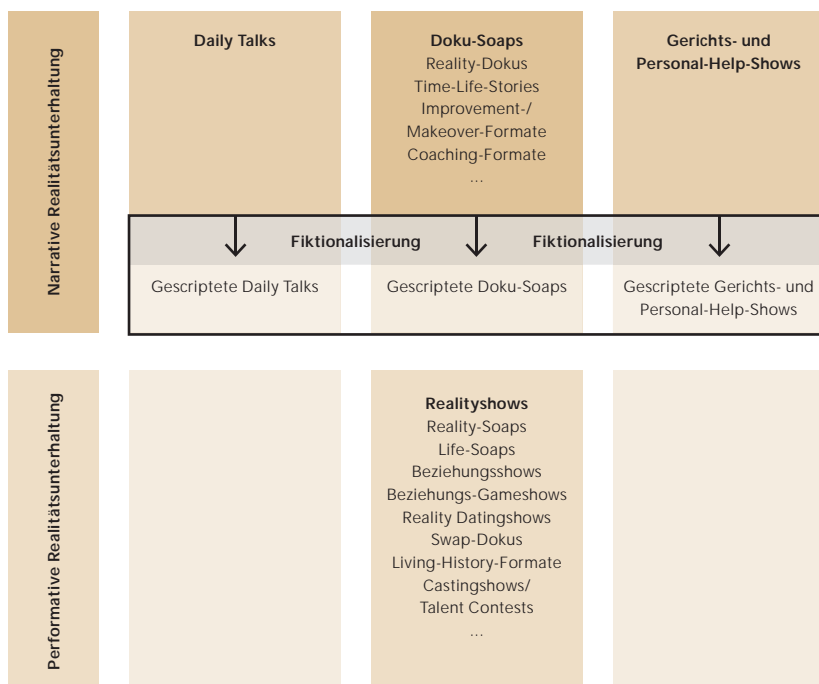 Narrative Realitätsunterhaltung
Daily Talks
Doku-Soaps
Reality-Dokus
Time-Life-Stories
Improvement-/
Makeover-Formate
Coaching-Formate
...
Gerichts- und
Personal-Help-Shows
Fiktionalisierung
Fiktionalisierung
Gescriptete Daily Talks
Gescriptete Doku-Soaps
Gescriptete Gerichts- und
Personal-Help-Shows
Performative Realitätsunterhaltung
Realityshows
Reality-Soaps
Life-Soaps
Beziehungsshows
Beziehungs-Gameshows
Reality Datingshows
Swap-Dokus
Living-History-Formate
Castingshows/
Talent Contests
...